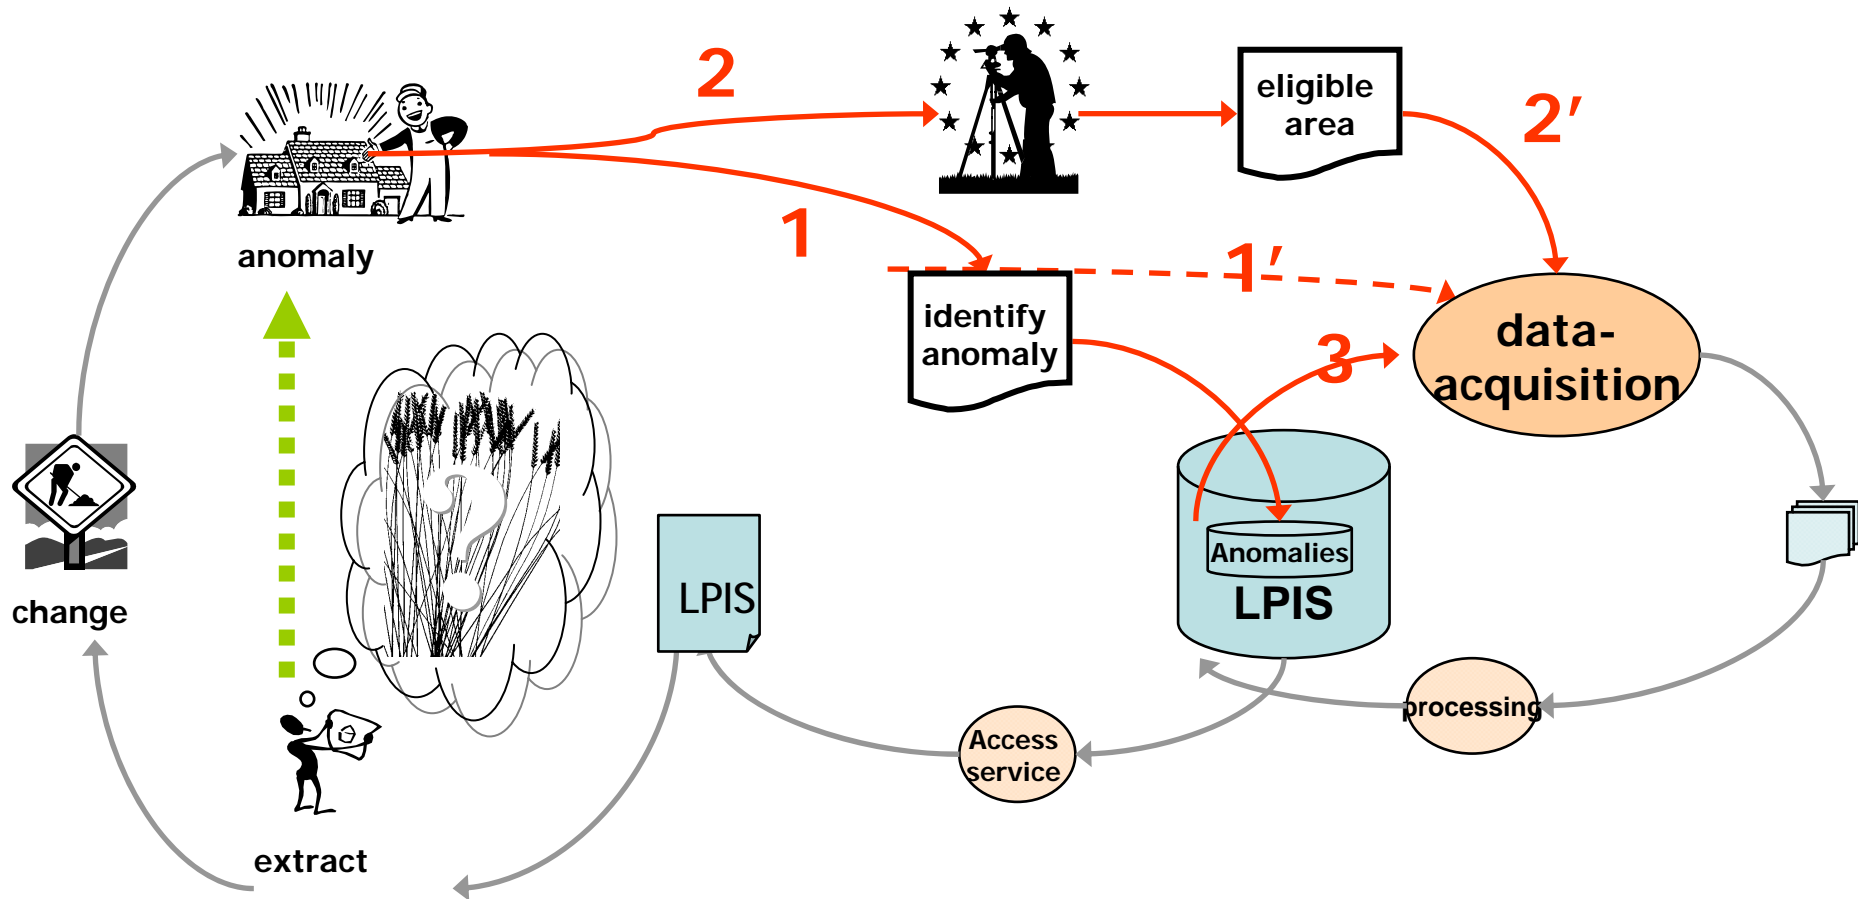 2
eligible
area
2'
1
anomaly
1'
identify
anomaly
3
data-
acquisition
?
Anomalies
LPIS
LPIS
change
processing
Access
service
extract